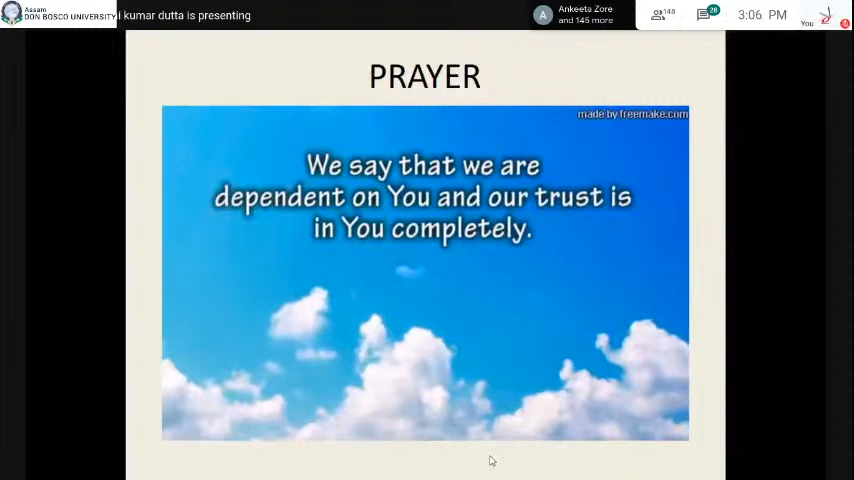 Assam
DON BOSCO UNIVERSITY
i kumar dutta is presenting
A
Ankeeta Zore
and 145 more
148
28
3:06 PM
You
PRAYER
made by freemake.com
We say that we are
dependent on You and our trust is
in You completely.